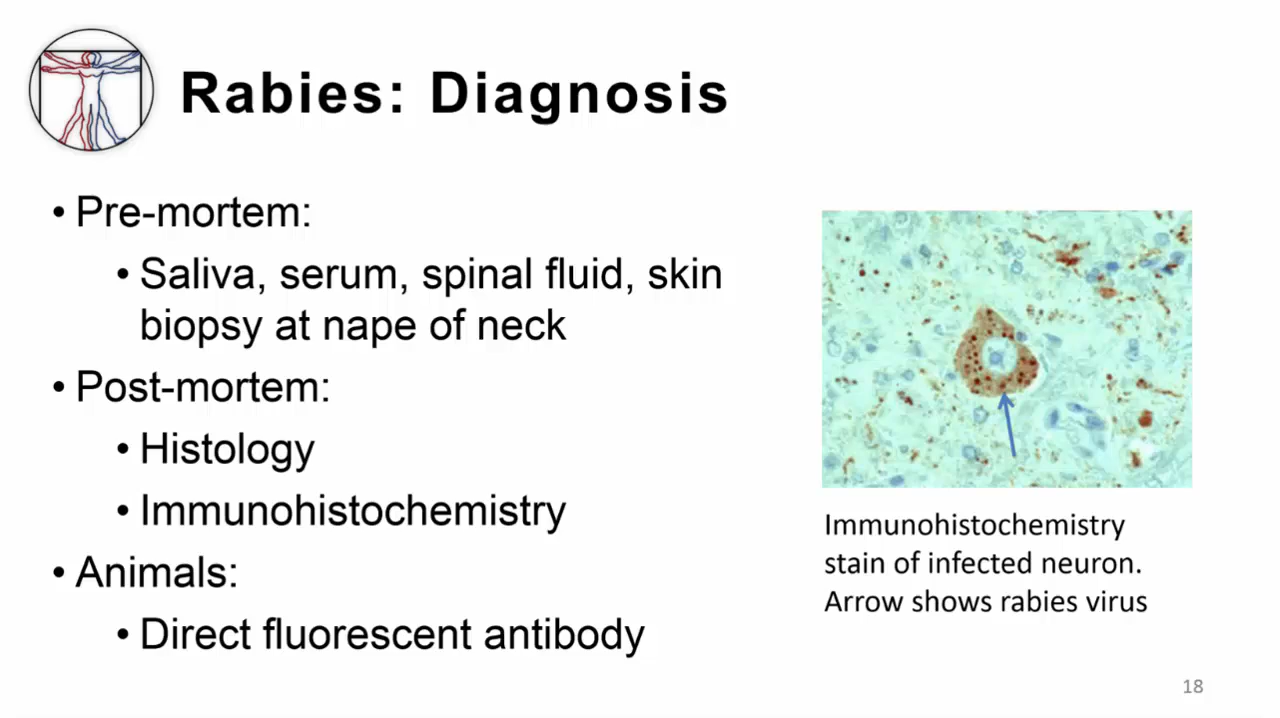 Rabies: Diagnosis
• Pre-mortem:
• Saliva, serum, spinal fluid, skin
biopsy at nape of neck
• Post-mortem:
• Histology
• Immunohistochemistry
• Animals:
• Direct fluorescent antibody
Immunohistochemistry
stain of infected neuron.
Arrow shows rabies virus
18